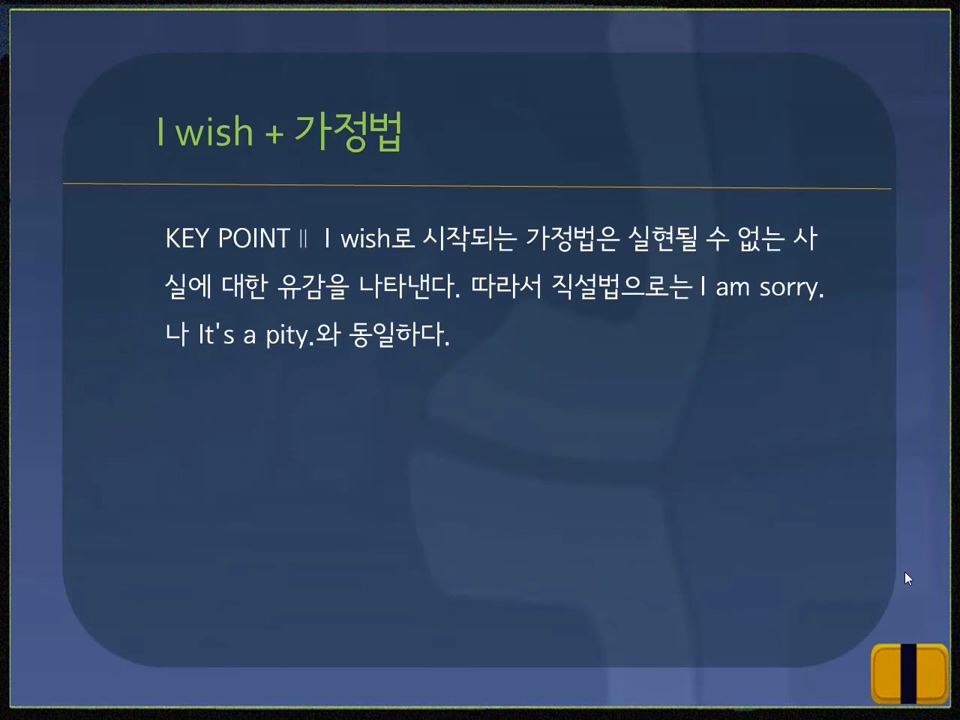 I wish + 가정법
KEY POINT∥ I wish로 시작되는 가정법은 실현될 수 없는 사
실에 대한 유감을 나타낸다. 따라서 직설법으로는 I am sorry.
나 It's a pity.와 동일하다.